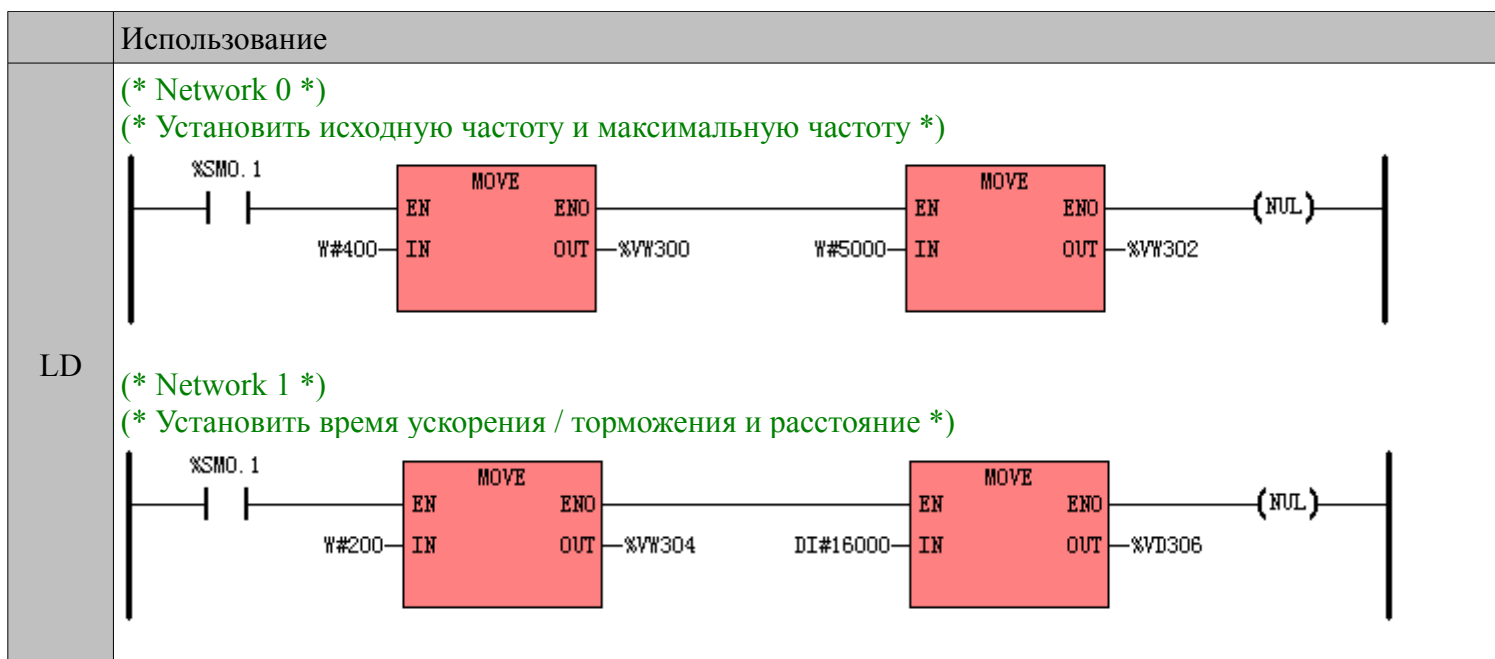 Использование
LD
(* Network 0 *)
(* Установить исходную частоту и максимальную частоту *)
%SM0.1
MOVE
MOVE
EN ENO
EN ENO
(NUL)
W#400 IN OUT %VW300
W#5000 IN OUT %VW302
(* Network 1 *)
(* Установить время ускорения / торможения и расстояние *)
%SM0.1
MOVE
MOVE
EN ENO
EN ENO
(NUL)
W#200 IN OUT %VW304
DI#16000 IN OUT %VD306